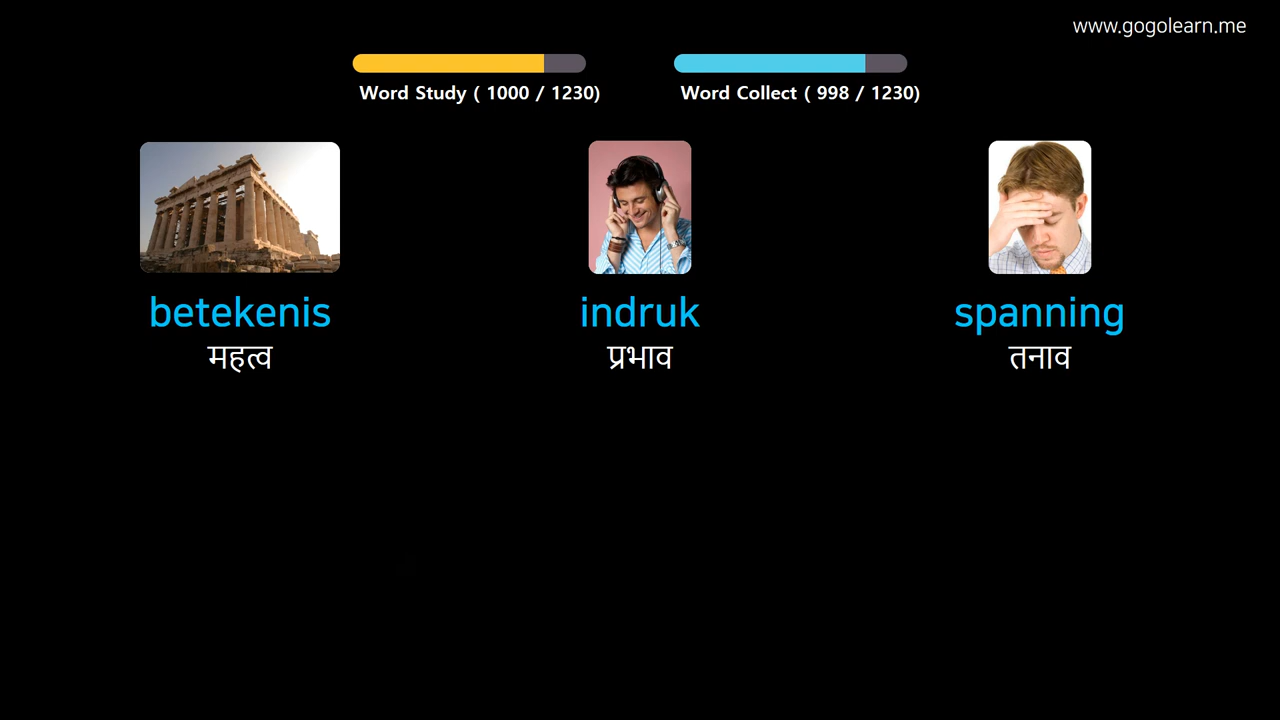 www.gogolearn.me
Word Study ( 1000 / 1230)
Word Collect ( 998 / 1230)
betekenis
महत्व
indruk
प्रभाव
spanning
तनाव